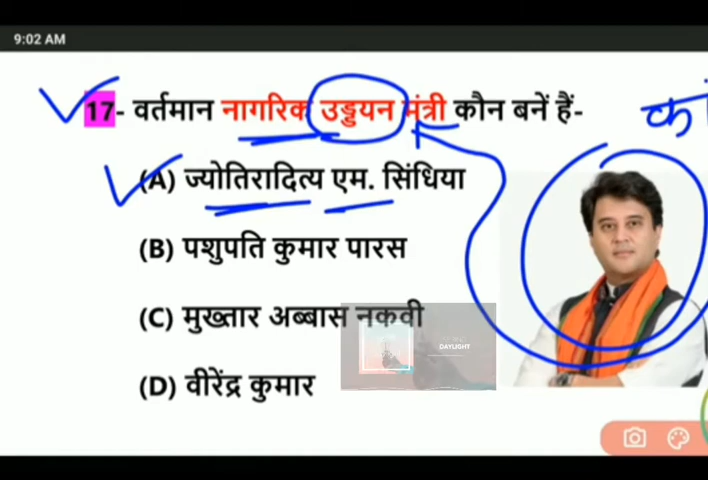 9:02 AM
17- वर्तमान नागरिक उड्डयन मंत्री कौन बनें हैं-
(A) ज्योतिरादित्य एम. सिंधिया
(B) पशुपति कुमार पारस
(C) मुख्तार अब्बास नकवी
DAYLIGHT
(D) वीरेंद्र कुमार